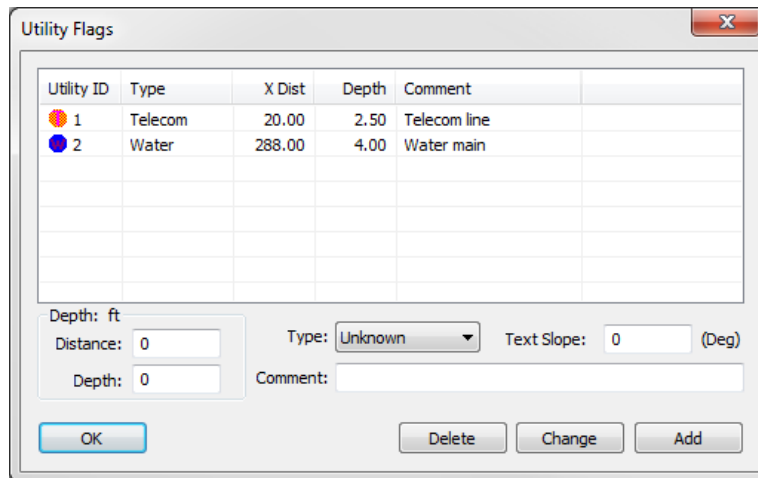 Utility Flags
Utility ID Type X Dist Depth Comment
1 Telecom 20.00 2.50 Telecom line
W 2 Water 288.00 4.00 Water main
Depth: ft
Distance: 0 Type: Unknown Text Slope: 0 (Deg)
Depth: 0 Comment:
OK Delete Change Add